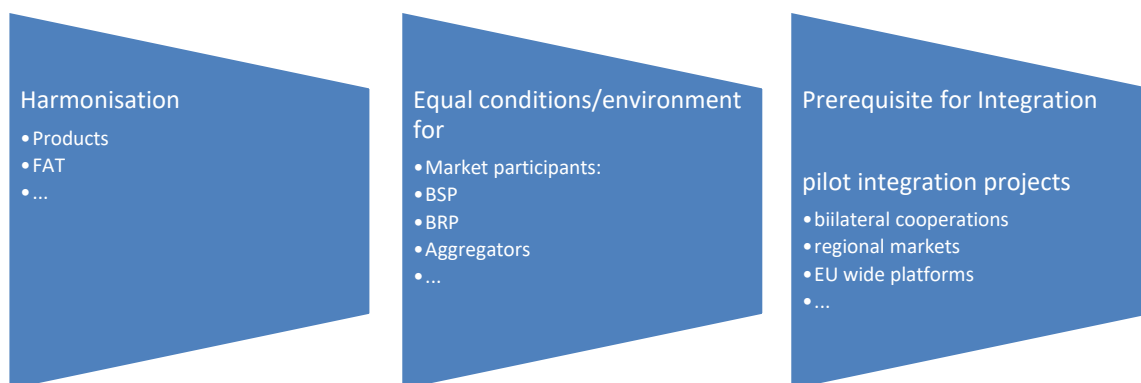 Harmonisation
•Products
•FAT
•...
Equal conditions/environment
for
•Market participants:
•BSP
•BRP
•Aggregators
•...
Prerequisite for Integration
pilot integration projects
•biilateral cooperations
•regional markets
•EU wide platforms
•...